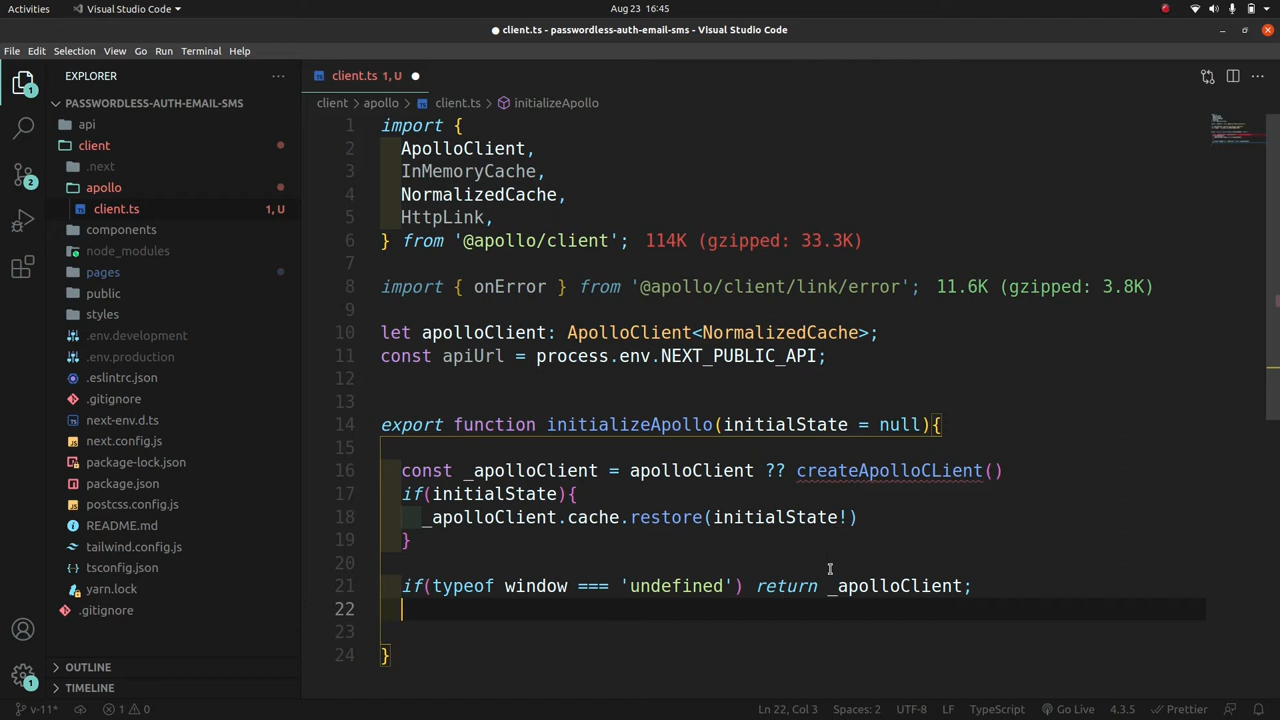 Activities
Visual Studio Code
Aug 23 16:45
client.ts - passwordless-auth-email-sms - Visual Studio Code
File Edit Selection View Go Run Terminal Help
EXPLORER
client.ts 1, U
PASSWORDLESS-AUTH-EMAIL-SMS
client > apollo > client.ts > initializeApollo
api
client
.next
apollo
client.ts 1, U
components
node_modules
pages
public
styles
.env.development
.env.production
.eslintrc.json
.gitignore
next-env.d.ts
next.config.js
package-lock.json
package.json
postcss.config.js
README.md
tailwind.config.js
tsconfig.json
yarn.lock
.gitignore
OUTLINE
TIMELINE
1
2
1
1 import {
2 ApolloClient,
3 InMemoryCache,
4 NormalizedCache,
5 HttpLink,
6 } from '@apollo/client'; 114K (gzipped: 33.3K)
7
8 import { onError } from '@apollo/client/link/error'; 11.6K (gzipped: 3.8K)
9
10 let apolloClient: ApolloClient<NormalizedCache>;
11 const apiUrl = process.env.NEXT_PUBLIC_API;
12
13
14 export function initializeApollo(initialState = null){
15
16 const _apolloClient = apolloClient ?? createApolloCLient()
17 if(initialState){
18 _apolloClient.cache.restore(initialState!)
19 }
20
21 if(typeof window === 'undefined') return _apolloClient;
22
23
24 }
v-11* 1 0
Ln 22, Col 3 Spaces: 2 UTF-8 LF TypeScript Go Live 4.3.5 Prettier